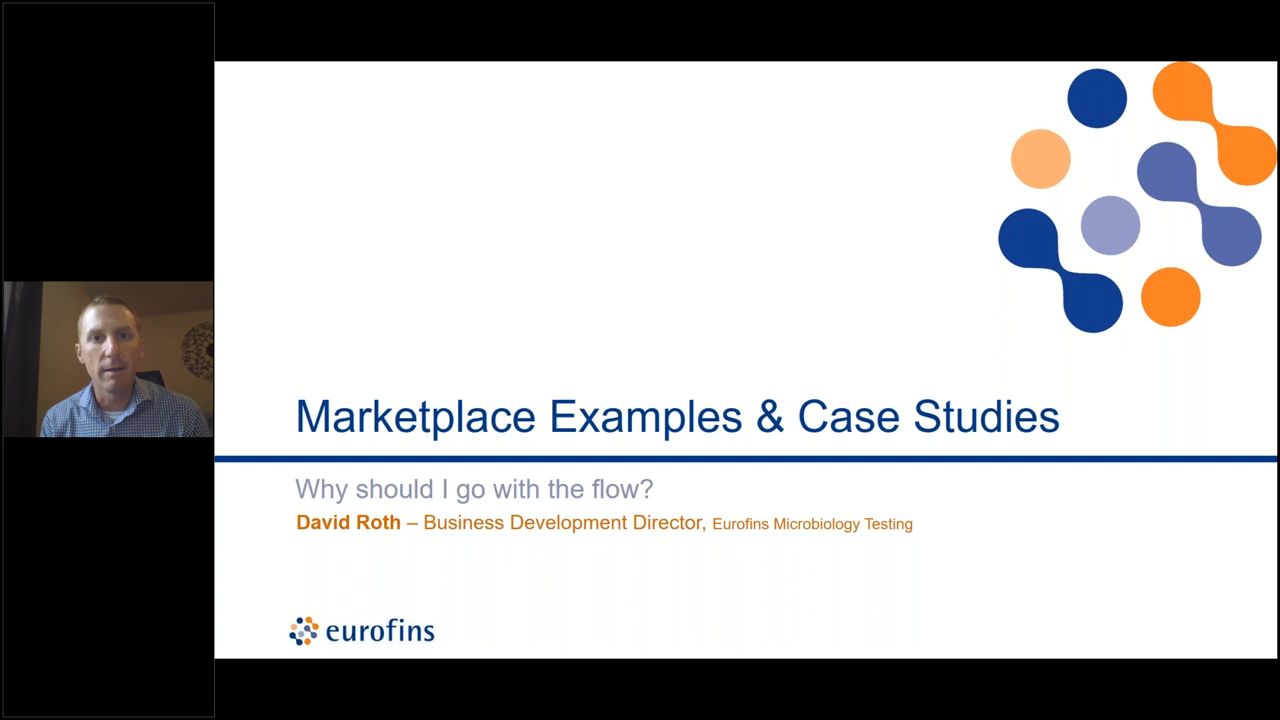 Marketplace Examples & Case Studies
Why should I go with the flow?
David Roth – Business Development Director, Eurofins Microbiology Testing
eurofins